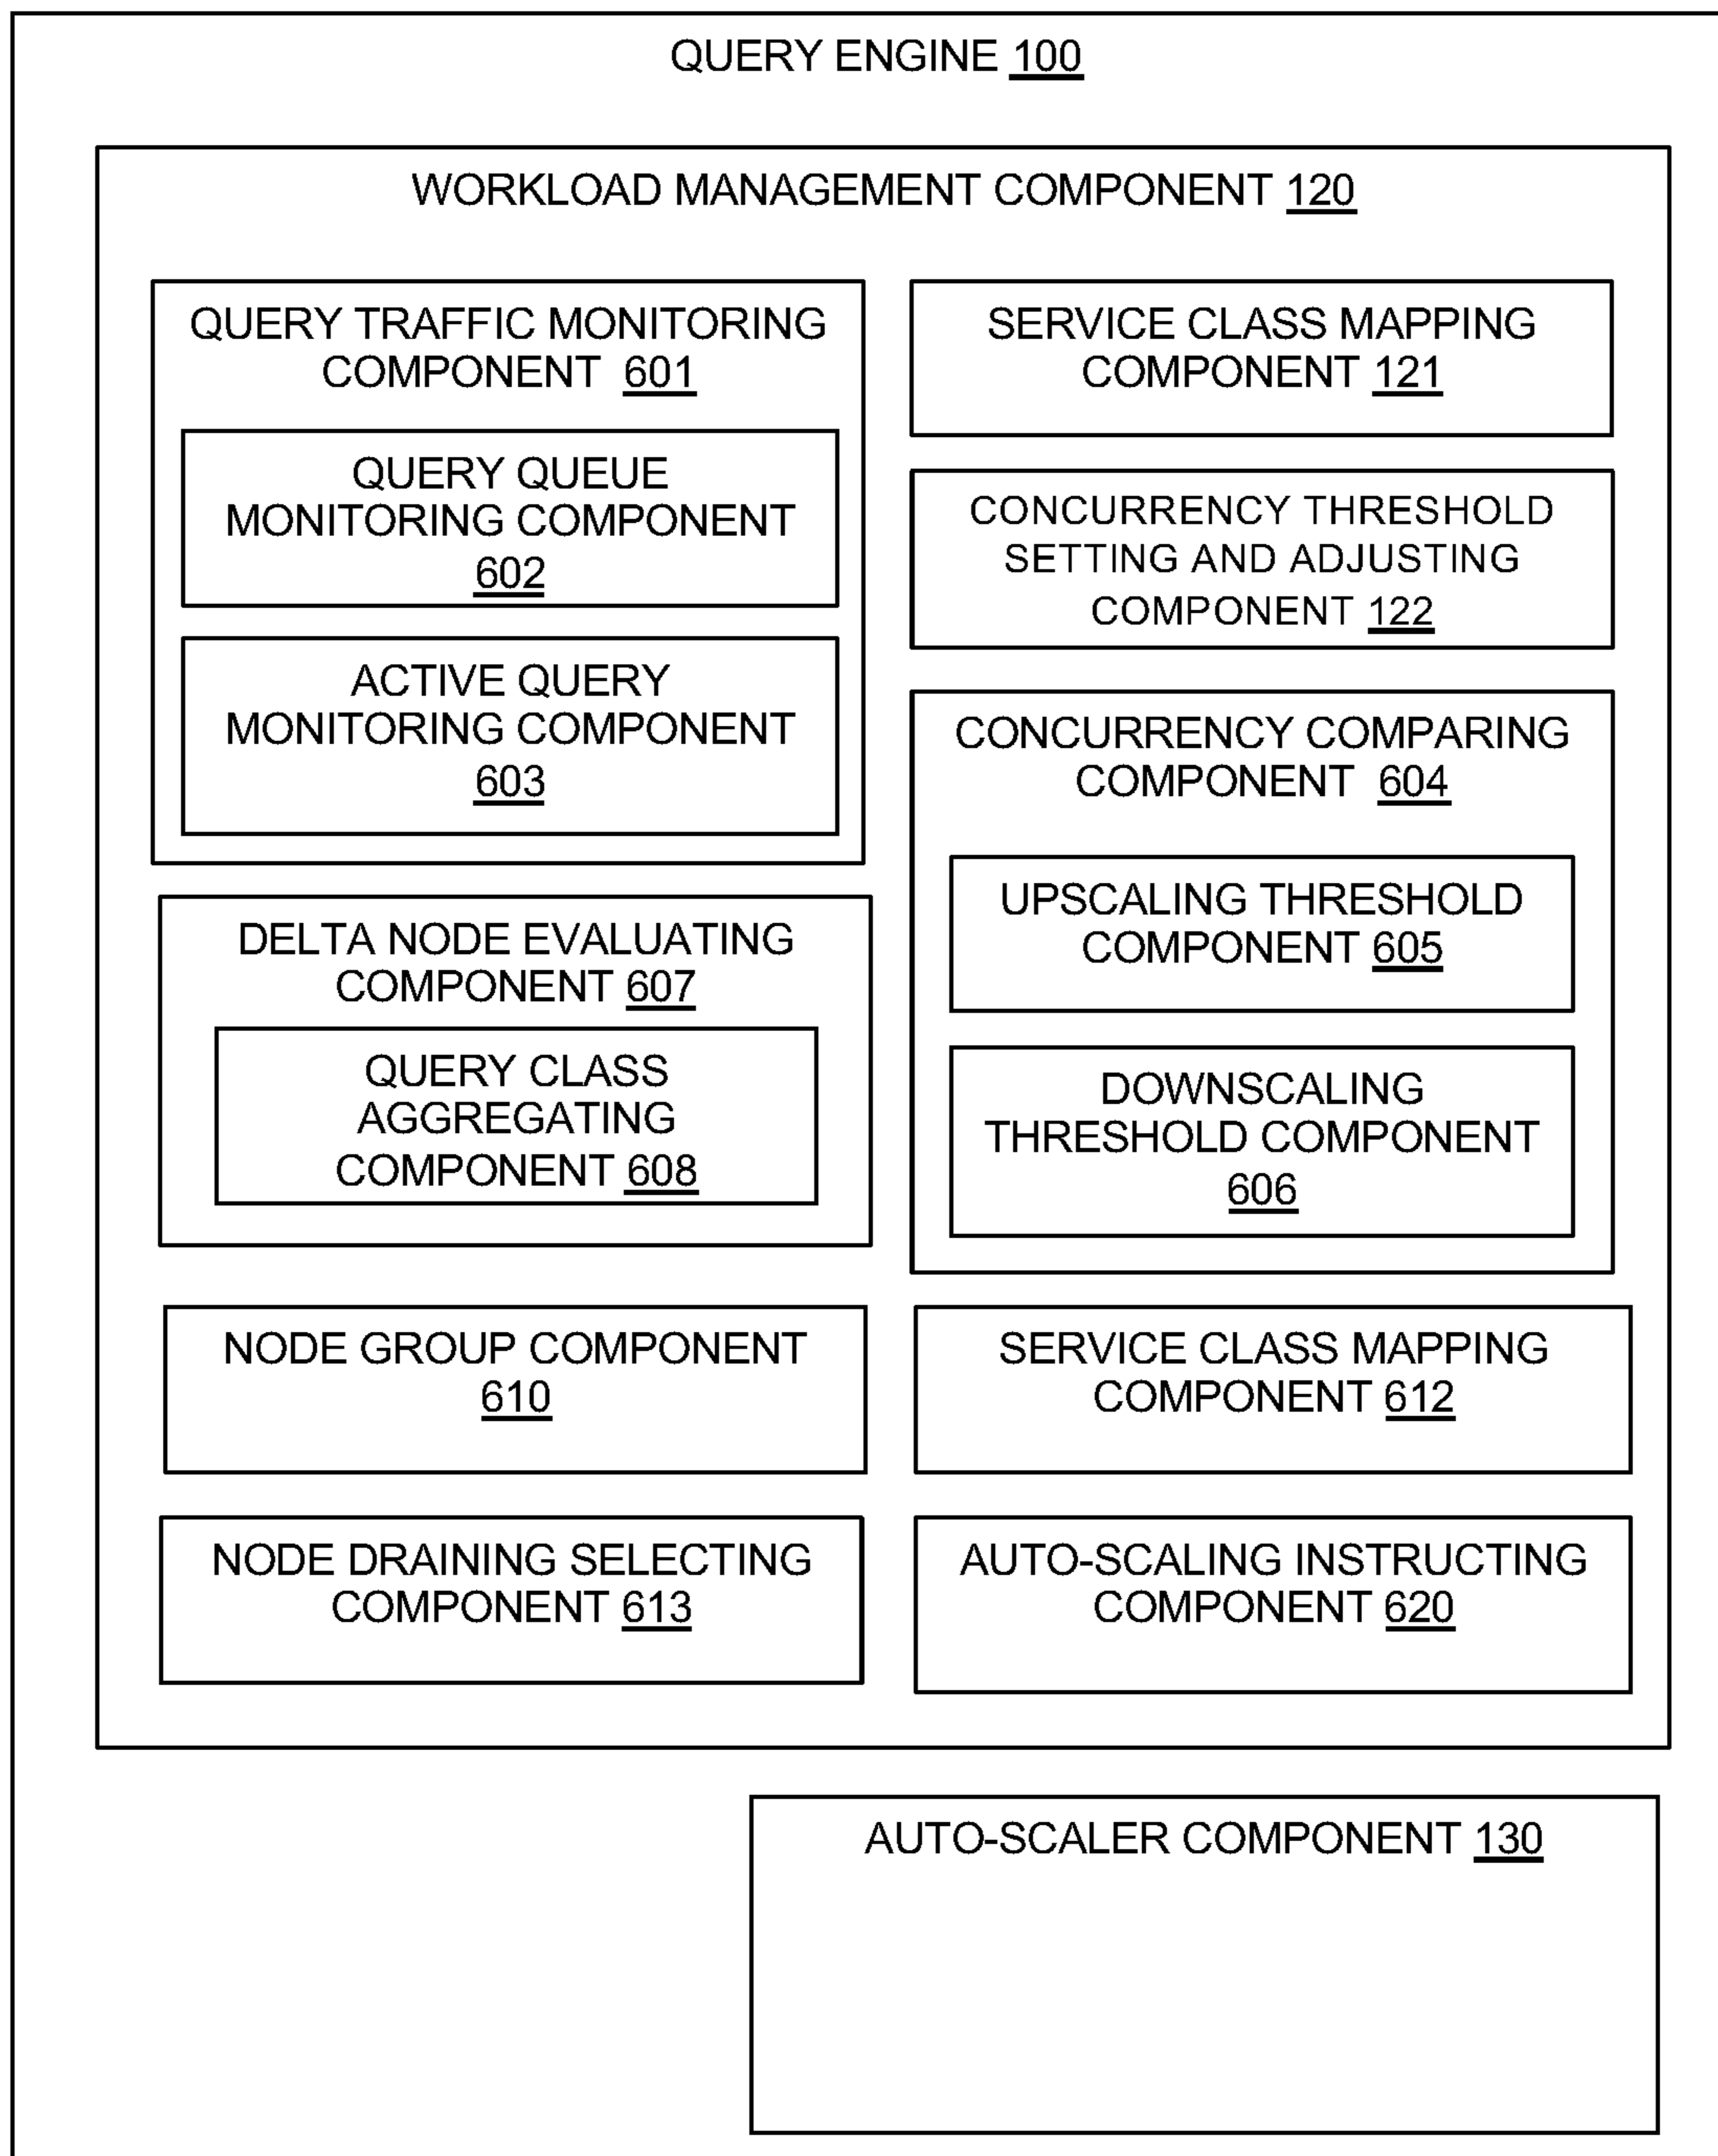 QUERY ENGINE 100
WORKLOAD MANAGEMENT COMPONENT 120
QUERY TRAFFIC MONITORING
COMPONENT 601
QUERY QUEUE
MONITORING COMPONENT
602
ACTIVE QUERY
MONITORING COMPONENT
603
DELTA NODE EVALUATING
COMPONENT 607
QUERY CLASS
AGGREGATING
COMPONENT 608
NODE GROUP COMPONENT
610
NODE DRAINING SELECTING
COMPONENT 613
SERVICE CLASS MAPPING
COMPONENT 121
CONCURRENCY THRESHOLD
SETTING AND ADJUSTING
COMPONENT 122
CONCURRENCY COMPARING
COMPONENT 604
UPSCALING THRESHOLD
COMPONENT 605
DOWNSCALING
THRESHOLD COMPONENT
606
SERVICE CLASS MAPPING
COMPONENT 612
AUTO-SCALING INSTRUCTING
COMPONENT 620
AUTO-SCALER COMPONENT 130